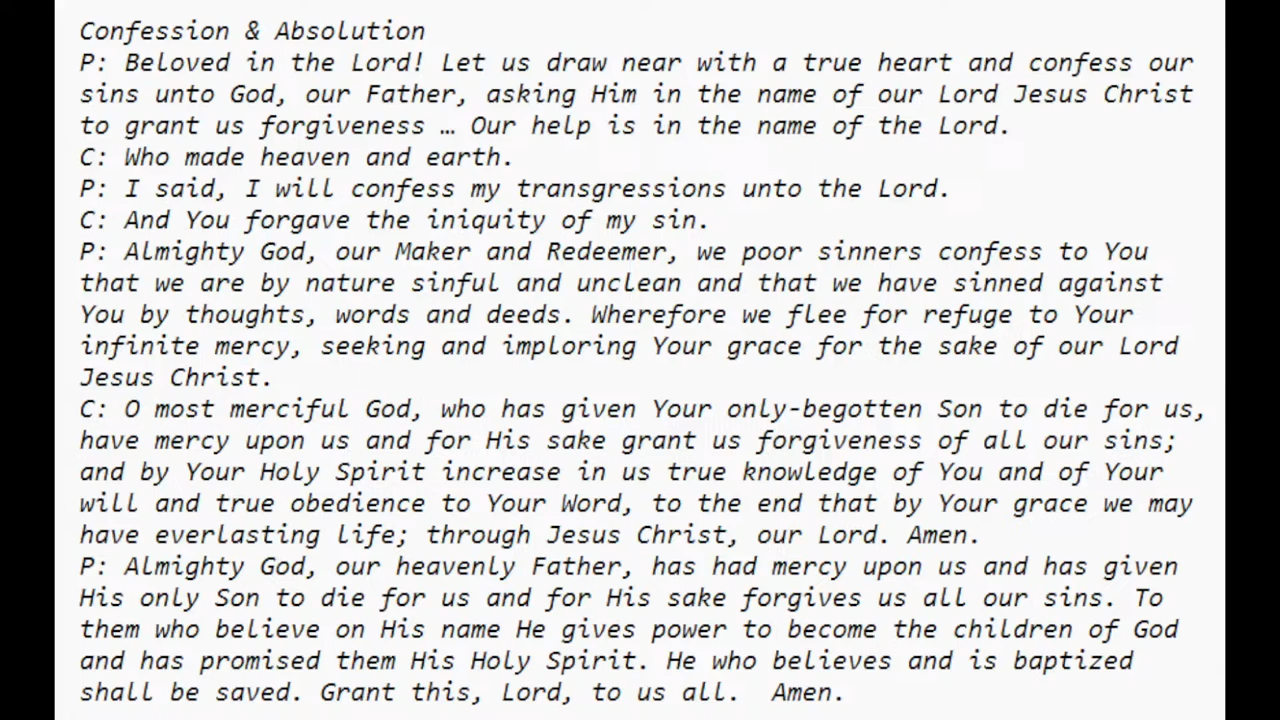 Confession & Absolution
P: Beloved in the Lord! Let us draw near with a true heart and confess our
sins unto God, our Father, asking Him in the name of our Lord Jesus Christ
to grant us forgiveness … Our help is in the name of the Lord.
C: Who made heaven and earth.
P: I said, I will confess my transgressions unto the Lord.
C: And You forgave the iniquity of my sin.
P: Almighty God, our Maker and Redeemer, we poor sinners confess to You
that we are by nature sinful and unclean and that we have sinned against
You by thoughts, words and deeds. Wherefore we flee for refuge to Your
infinite mercy, seeking and imploring Your grace for the sake of our Lord
Jesus Christ.
C: O most merciful God, who has given Your only-begotten Son to die for us,
have mercy upon us and for His sake grant us forgiveness of all our sins;
and by Your Holy Spirit increase in us true knowledge of You and of Your
will and true obedience to Your Word, to the end that by Your grace we may
have everlasting life; through Jesus Christ, our Lord. Amen.
P: Almighty God, our heavenly Father, has had mercy upon us and has given
His only Son to die for us and for His sake forgives us all our sins. To
them who believe on His name He gives power to become the children of God
and has promised them His Holy Spirit. He who believes and is baptized
shall be saved. Grant this, Lord, to us all.  Amen.